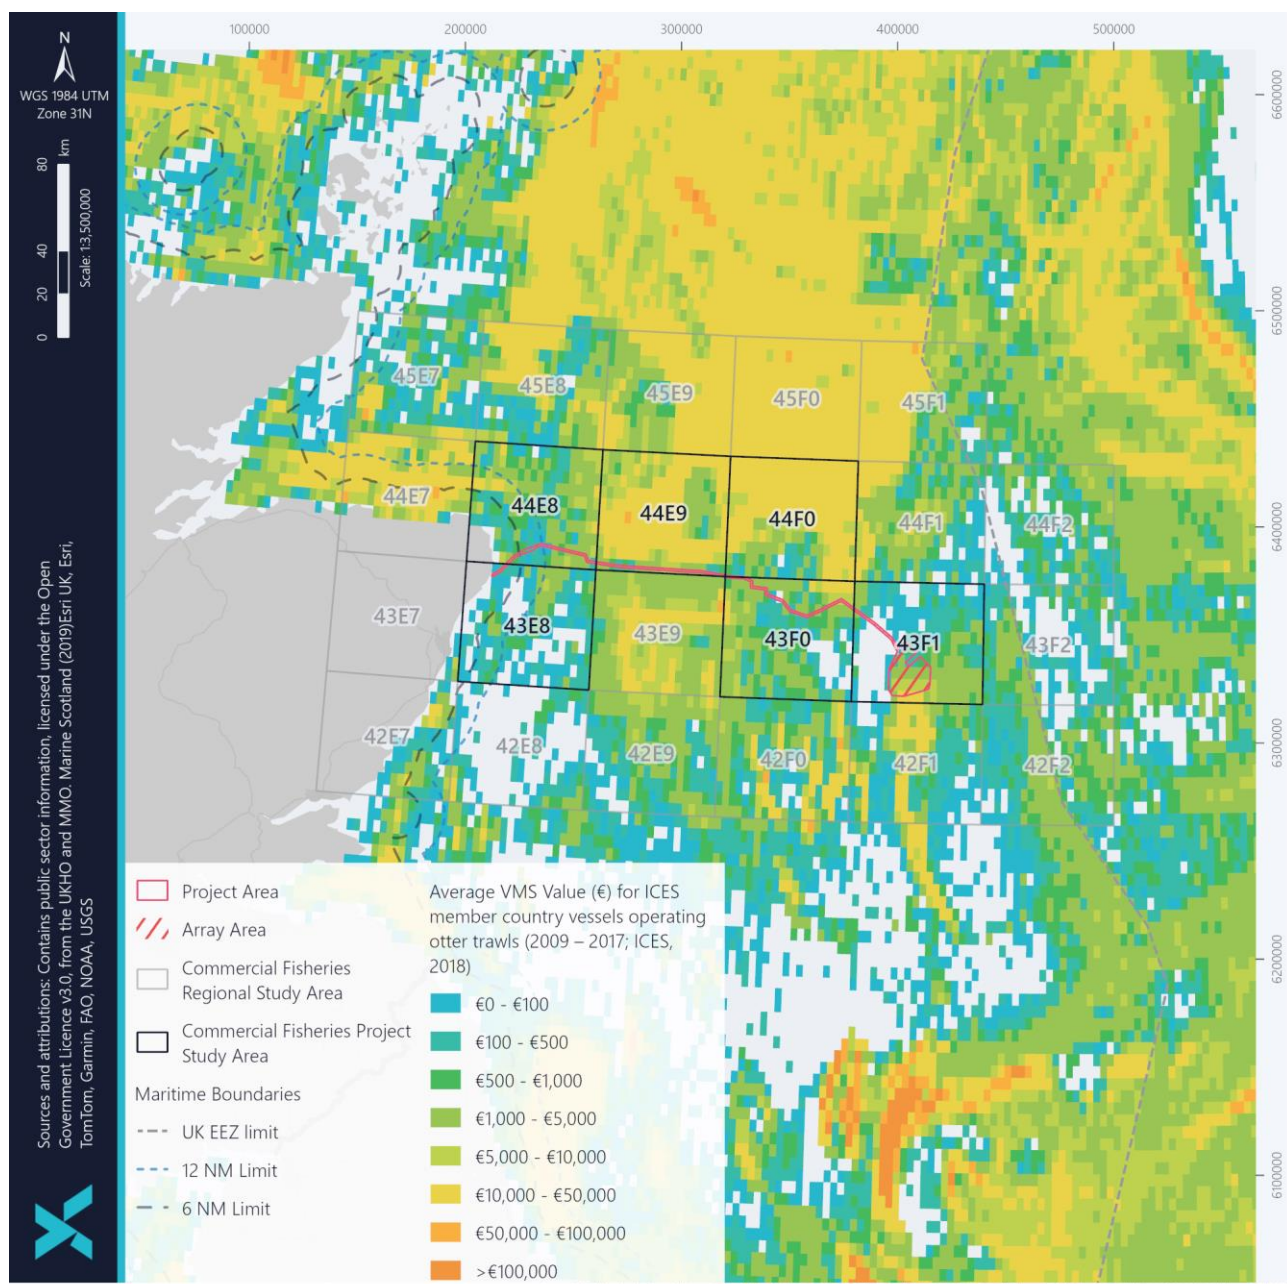 N
WGS 1984 UTM
Zone 31N
0 20 40 80
km
Scale: 1:3,500,000
Sources and attributions: Contains public sector information, licensed under the Open
Government Licence v3.0, from the UKHO and MMO. Marine Scotland (2019)Esri UK, Esri,
TomTom, Garmin, FAO, NOAA, USGS
100000 200000 300000 400000 500000
6600000
6500000
6400000
6300000
6200000
6100000
45E7 45E8 45E9 45F0 45F1
44E7 44E8 44E9 44F0 44F1 44F2
43E7 43E8 43E9 43F0 43F1 43F2
42E7 42E8 42E9 42F0 42F1 42F2
Project Area
Array Area
Commercial Fisheries
Regional Study Area
Commercial Fisheries Project
Study Area
Maritime Boundaries
UK EEZ limit
12 NM Limit
6 NM Limit
Average VMS Value (€) for ICES
member country vessels operating
otter trawls (2009 – 2017; ICES,
2018)
€0 - €100
€100 - €500
€500 - €1,000
€1,000 - €5,000
€5,000 - €10,000
€10,000 - €50,000
€50,000 - €100,000
>€100,000